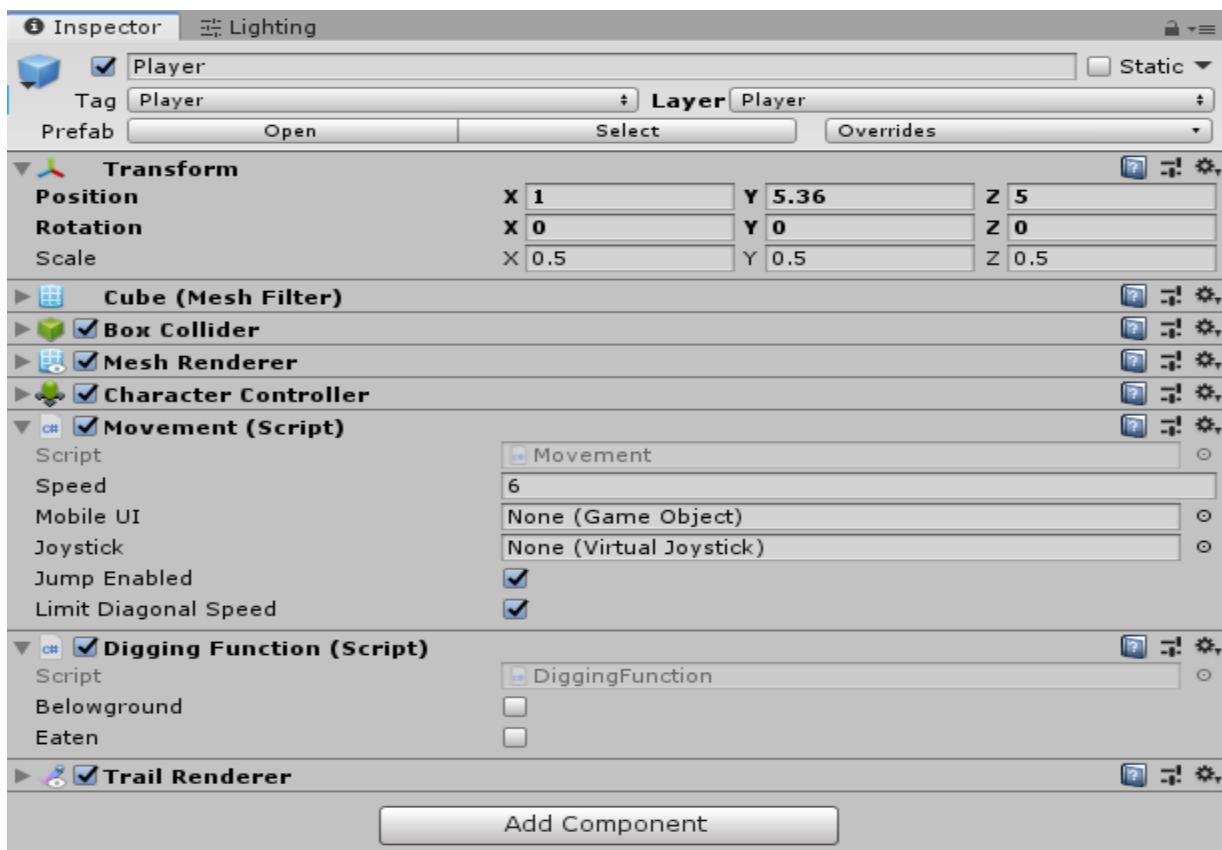 Inspector Lighting
Player Static
Tag Player Layer Player
Prefab Open Select Overrides
Transform
Position X 1 Y 5.36 Z 5
Rotation X 0 Y 0 Z 0
Scale X 0.5 Y 0.5 Z 0.5
Cube (Mesh Filter)
Box Collider
Mesh Renderer
Character Controller
c# Movement (Script)
Script Movement
Speed 6
Mobile UI None (Game Object)
Joystick None (Virtual Joystick)
Jump Enabled
Limit Diagonal Speed
c# Digging Function (Script)
Script DiggingFunction
Belowground
Eaten
Trail Renderer
Add Component